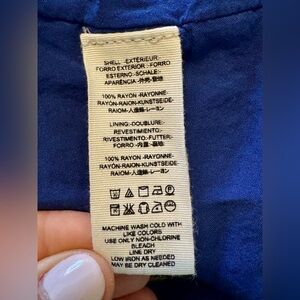 SHELL -EXTÉRIEUR-
FORRO EXTERIOR -FORRO
ESTERNO-SCHALE-
APARÊNCIA-外壳-表地
100% RAYON -RAYONNE-
RAYON-RAION-KUNSTSEIDE-
RAIOM-人造絲-レーヨン
LINING-DOUBLURE-
REVESTIMIENTO-
RIVESTIMENTO-FUTTER-
FORRO -内里-裏地
100% RAYON -RAYONNE-
RAYON-RAION-KUNSTSEIDE-
RAIOM-人造絲-レーヨン
MACHINE WASH COLD WITH
LIKE COLORS
USE ONLY NON-CHLORINE
BLEACH
LINE DRY
LOW IRON AS NEEDED
MAY BE DRY CLEANED